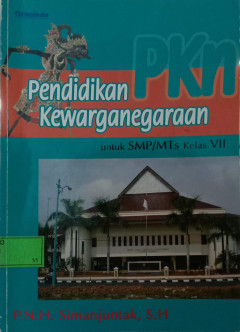 PKn
Pendidikan
Kewarganegaraan
untuk SMP/MTs Kelas VII
P.N.H. Simanjuntak, S.H